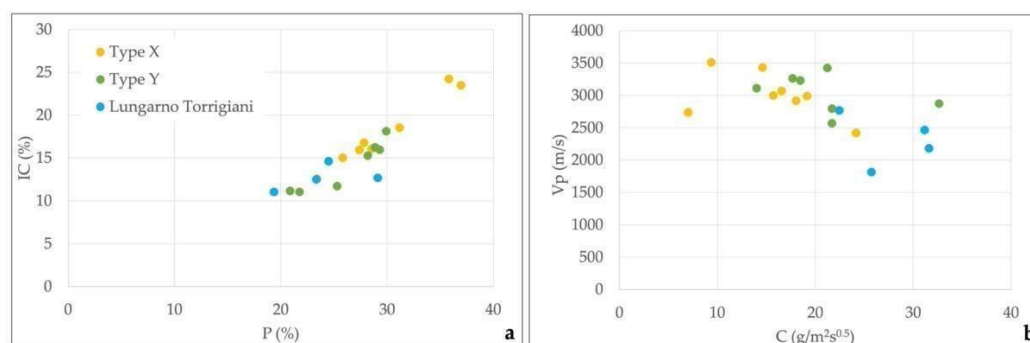 30
25
20
15
10
5
0
IC (%)
Type X
Type Y
Lungarno Torrigiani
0 10 20 30 40
P (%)
a
4000
3500
3000
2500
2000
1500
1000
500
0
Vp (m/s)
0 10 20 30 40
C (g/m²s⁰·⁵)
b